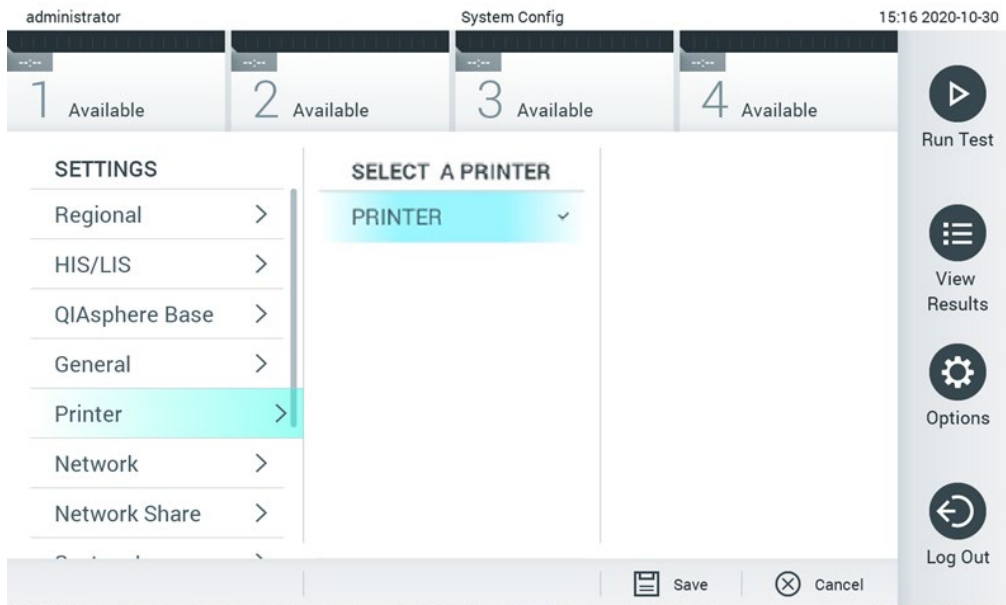 administrator System Config 15:16 2020-10-30
--:-- --:-- --:-- --:--
1 Available 2 Available 3 Available 4 Available
Run Test
SETTINGS
Regional
HIS/LIS
QIAsphere Base
General
Printer
Network
Network Share
SELECT A PRINTER
PRINTER
View
Results
Options
Log Out
Save Cancel